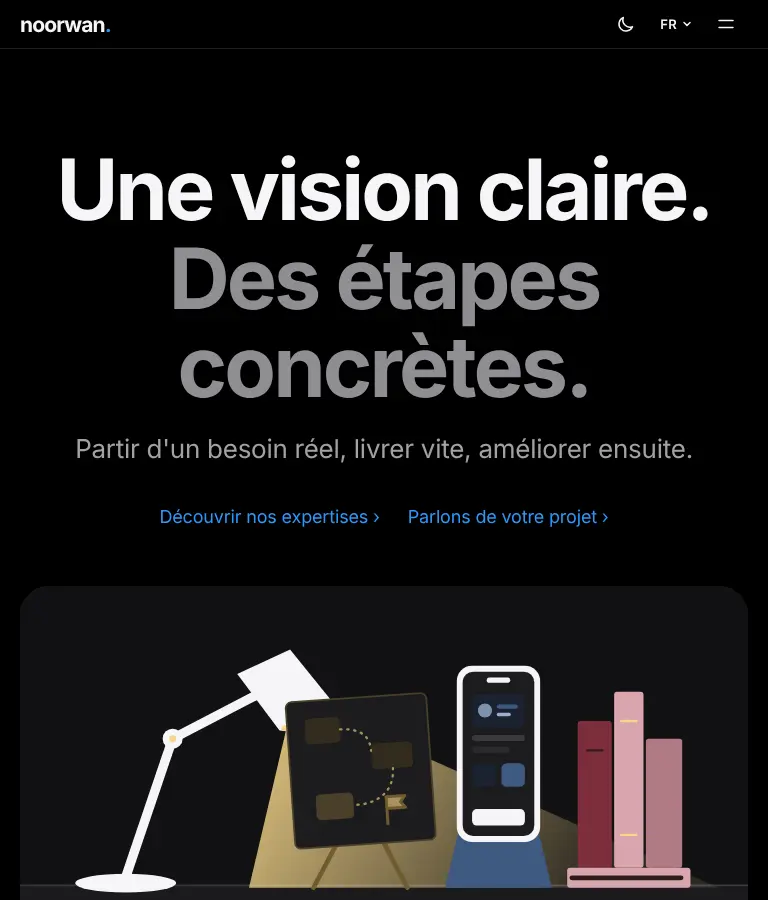 noorwan.
FR
Une vision claire.
Des étapes
concrètes.
Partir d'un besoin réel, livrer vite, améliorer ensuite.
Découvrir nos expertises ›
Parlons de votre projet ›